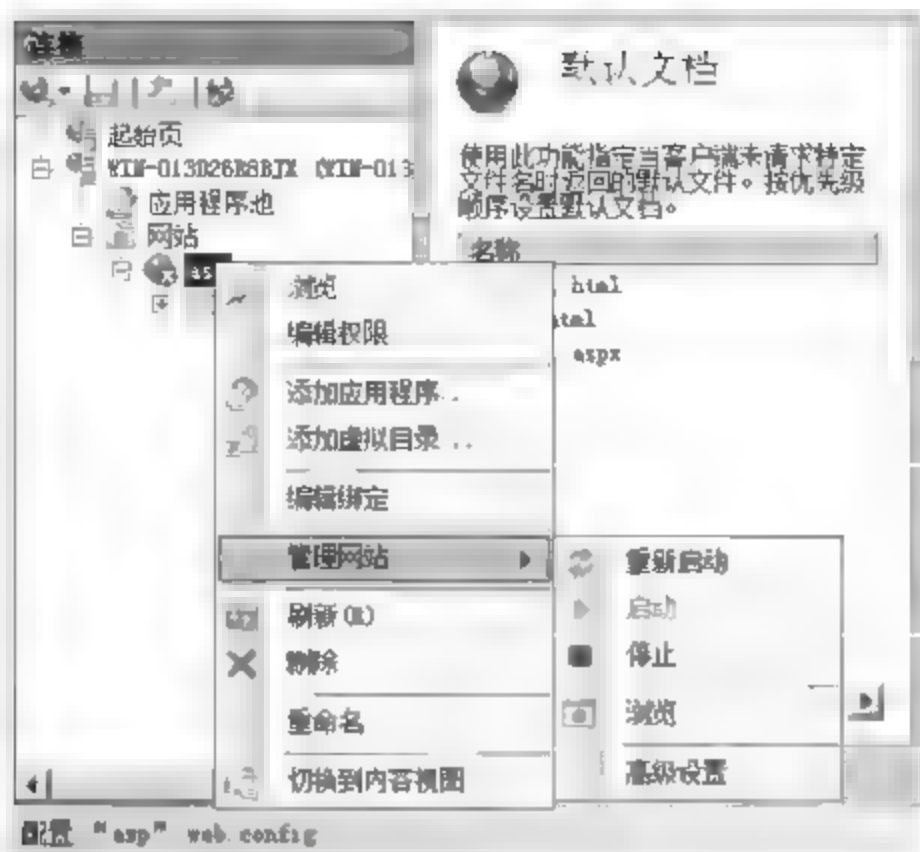 连接
默认文档
起始页
使用此功能指定当客户端未请求特定
文件名时返回的默认文件。按优先级
顺序设置默认文档。
(WIN-013
应用程序池
网站
名称
as
html
html
aspx
浏览
编辑权限
添加应用程序..
添加虚拟目录 ..
编辑绑定
管理网站
重新启动
启动
刷新(R)
停止
删除
浏览
重命名
高级设置
切换到内容视图
配置 "asp" web.config